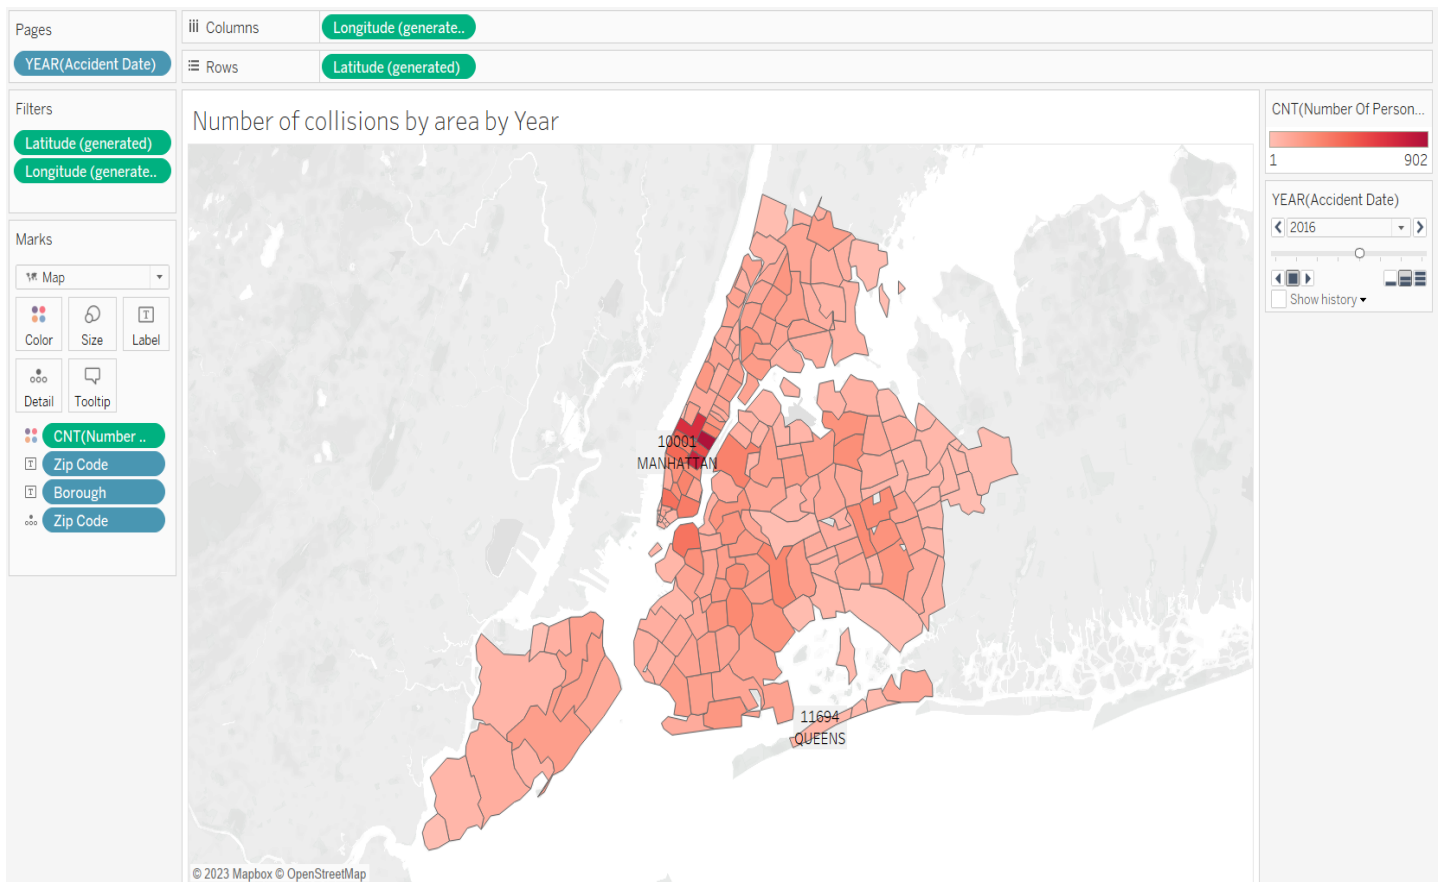 Pages
YEAR(Accident Date)
Columns
Longitude (generate..
Rows
Latitude (generated)
Filters
Latitude (generated)
Longitude (generate..
Marks
Map
Color
Size
Label
Detail
Tooltip
CNT(Number ..
Zip Code
Borough
Zip Code
Number of collisions by area by Year
10001
MANHATTAN
11694
QUEENS
© 2023 Mapbox © OpenStreetMap
CNT(Number Of Person...
1 902
YEAR(Accident Date)
2016
Show history